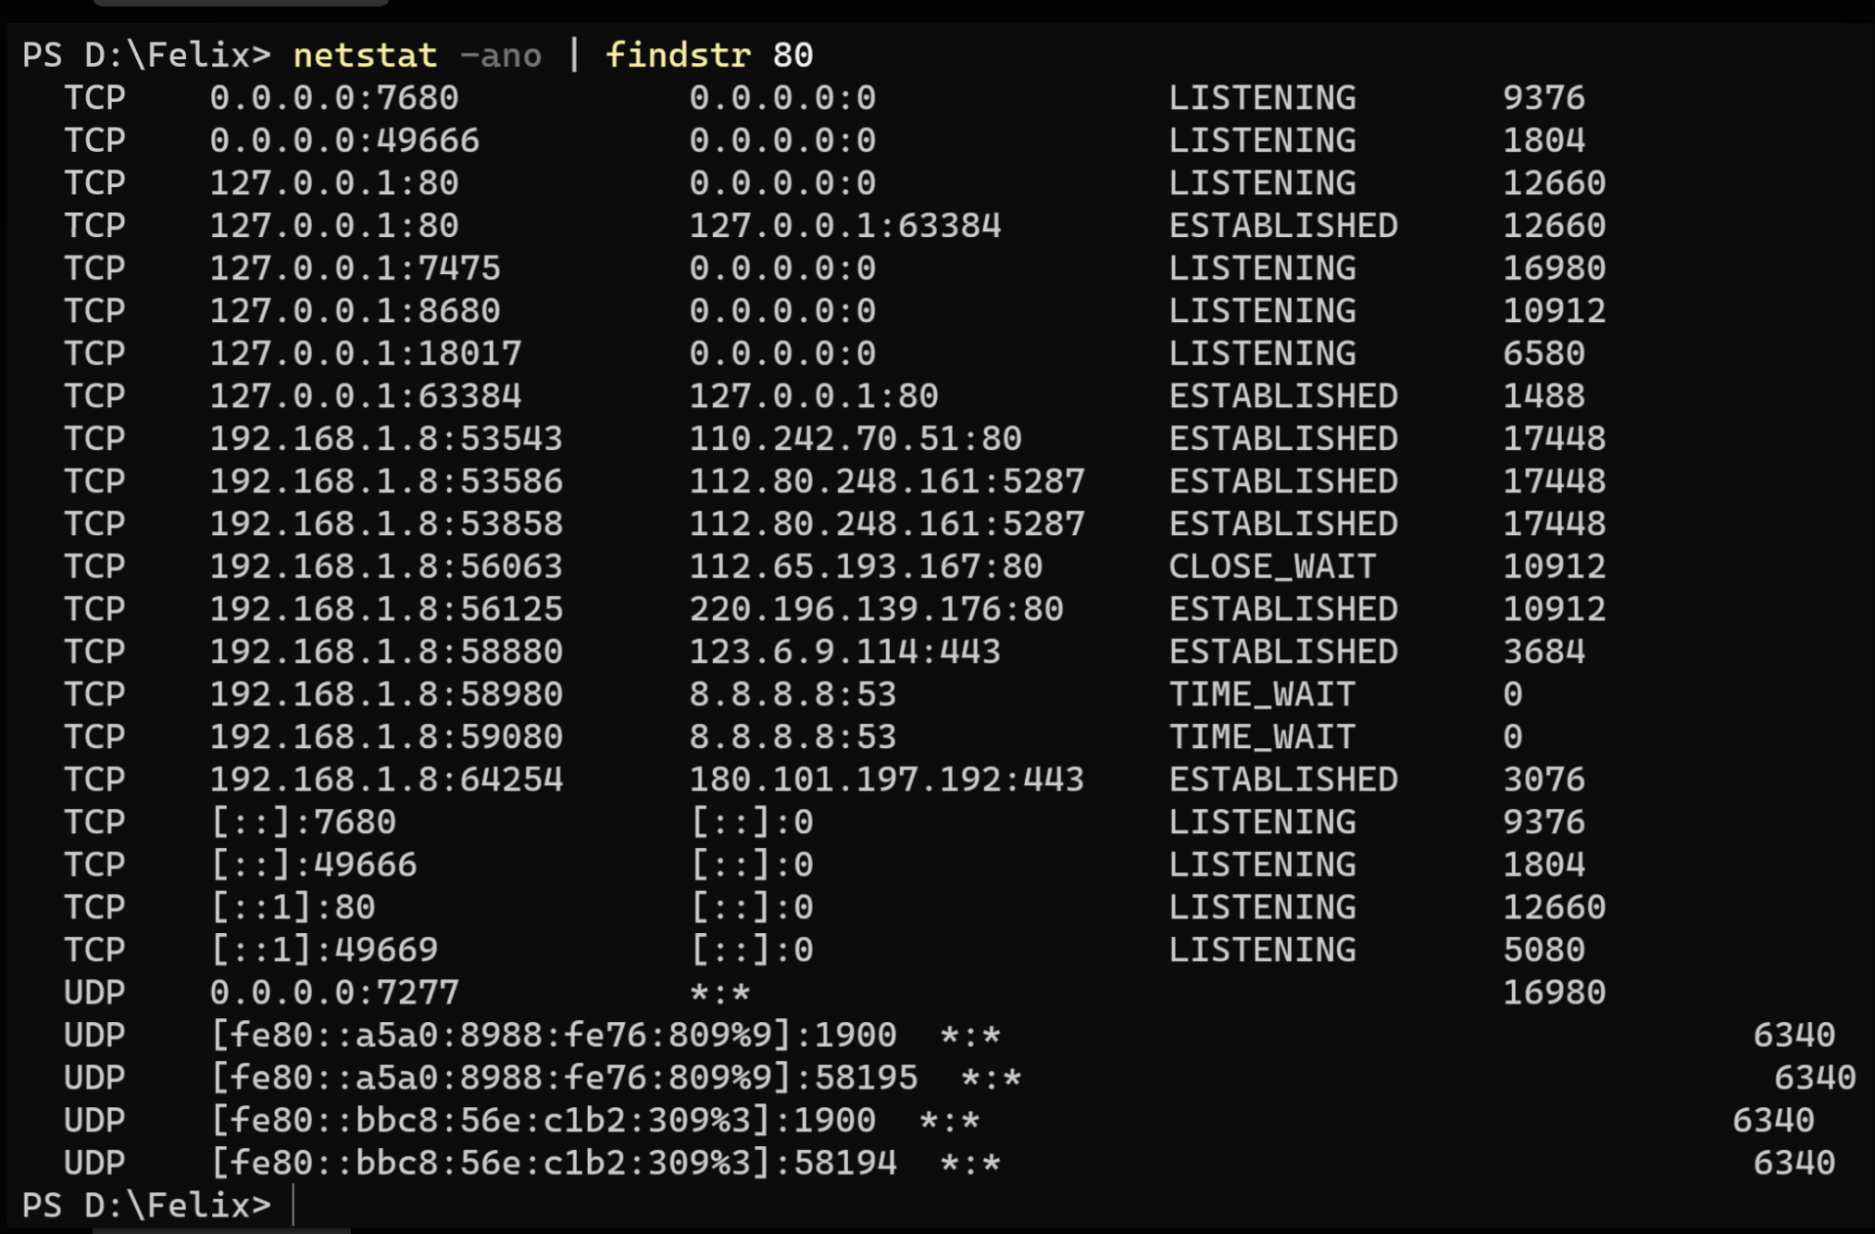 PS D:\Felix> netstat -ano | findstr 80
  TCP    0.0.0.0:7680           0.0.0.0:0              LISTENING       9376
  TCP    0.0.0.0:49666          0.0.0.0:0              LISTENING       1804
  TCP    127.0.0.1:80           0.0.0.0:0              LISTENING       12660
  TCP    127.0.0.1:80           127.0.0.1:63384        ESTABLISHED     12660
  TCP    127.0.0.1:7475         0.0.0.0:0              LISTENING       16980
  TCP    127.0.0.1:8680         0.0.0.0:0              LISTENING       10912
  TCP    127.0.0.1:18017        0.0.0.0:0              LISTENING       6580
  TCP    127.0.0.1:63384        127.0.0.1:80           ESTABLISHED     1488
  TCP    192.168.1.8:53543      110.242.70.51:80       ESTABLISHED     17448
  TCP    192.168.1.8:53586      112.80.248.161:5287    ESTABLISHED     17448
  TCP    192.168.1.8:53858      112.80.248.161:5287    ESTABLISHED     17448
  TCP    192.168.1.8:56063      112.65.193.167:80      CLOSE_WAIT      10912
  TCP    192.168.1.8:56125      220.196.139.176:80     ESTABLISHED     10912
  TCP    192.168.1.8:58880      123.6.9.114:443        ESTABLISHED     3684
  TCP    192.168.1.8:58980      8.8.8.8:53             TIME_WAIT       0
  TCP    192.168.1.8:59080      8.8.8.8:53             TIME_WAIT       0
  TCP    192.168.1.8:64254      180.101.197.192:443    ESTABLISHED     3076
  TCP    [::]:7680              [::]:0                 LISTENING       9376
  TCP    [::]:49666             [::]:0                 LISTENING       1804
  TCP    [::1]:80               [::]:0                 LISTENING       12660
  TCP    [::1]:49669            [::]:0                 LISTENING       5080
  UDP    0.0.0.0:7277           *:*                                    16980
  UDP    [fe80::a5a0:8988:fe76:809%9]:1900  *:*                                    6340
  UDP    [fe80::a5a0:8988:fe76:809%9]:58195  *:*                                    6340
  UDP    [fe80::bbc8:56e:c1b2:309%3]:1900  *:*                                    6340
  UDP    [fe80::bbc8:56e:c1b2:309%3]:58194  *:*                                    6340
PS D:\Felix>